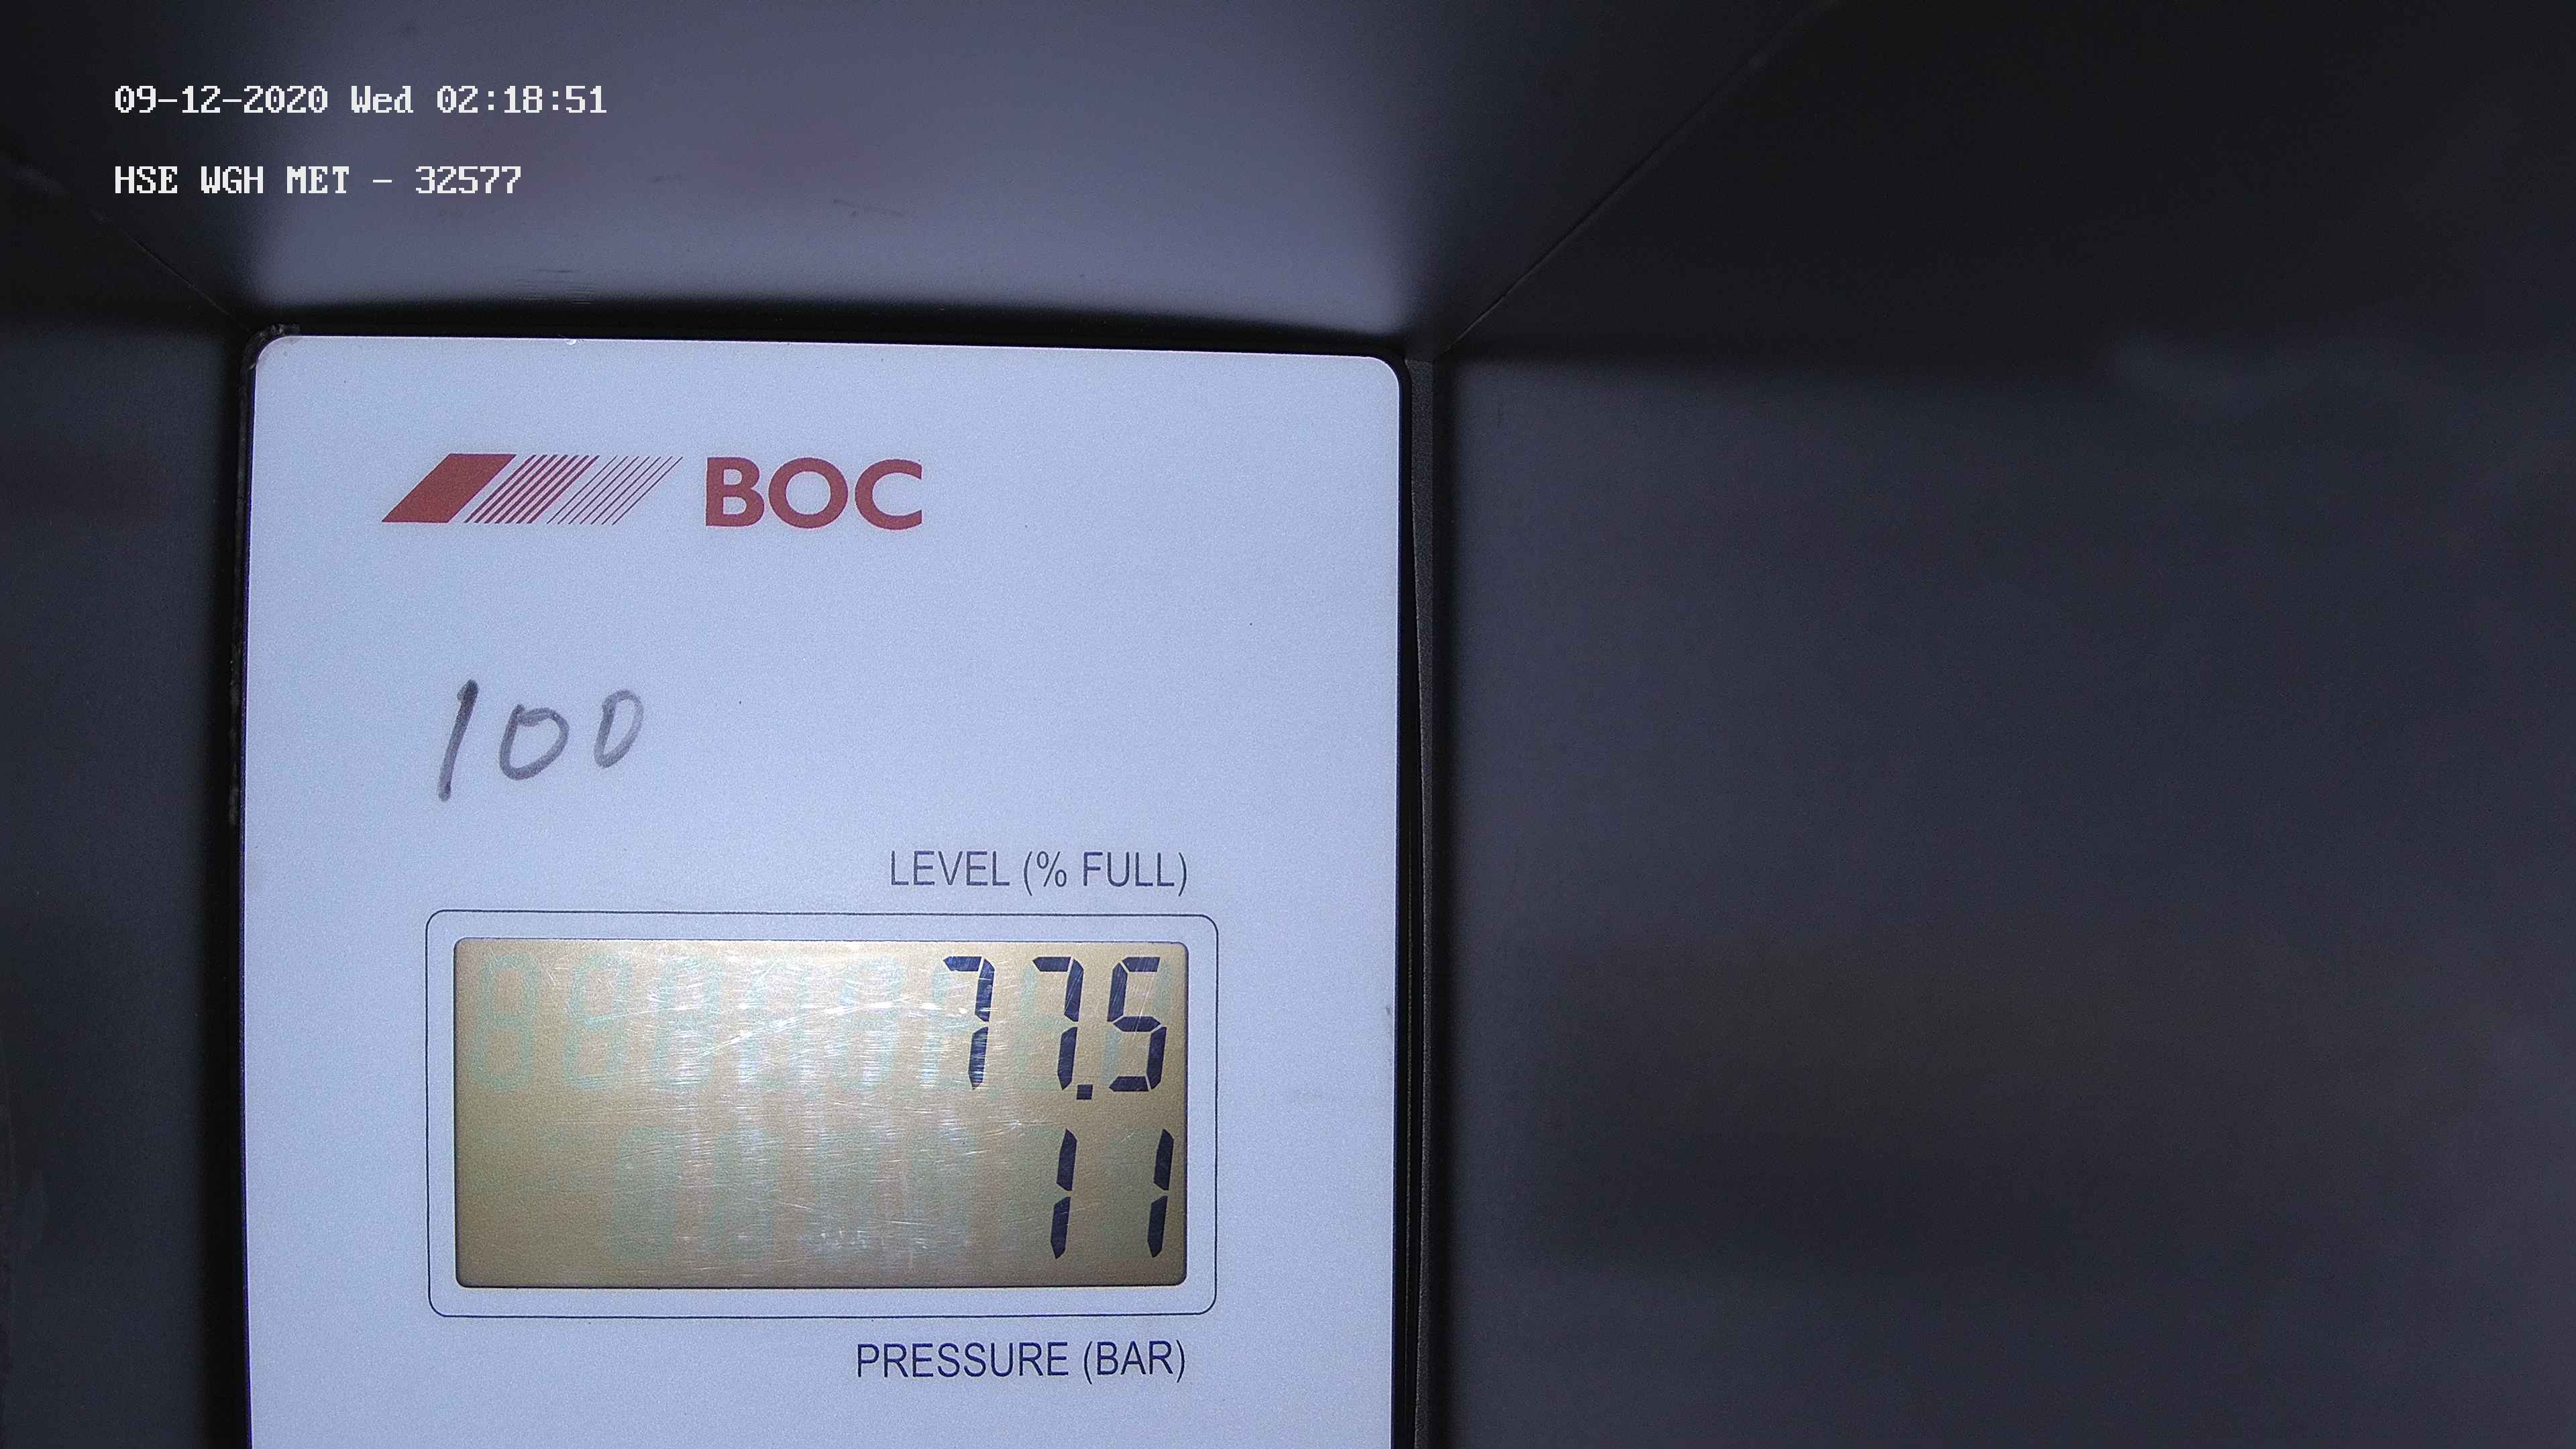 09-12-2020 Wed 02:18:51
HSE WGH MET - 32577
BOC
100
LEVEL (% FULL)
77.5
11
PRESSURE (BAR)